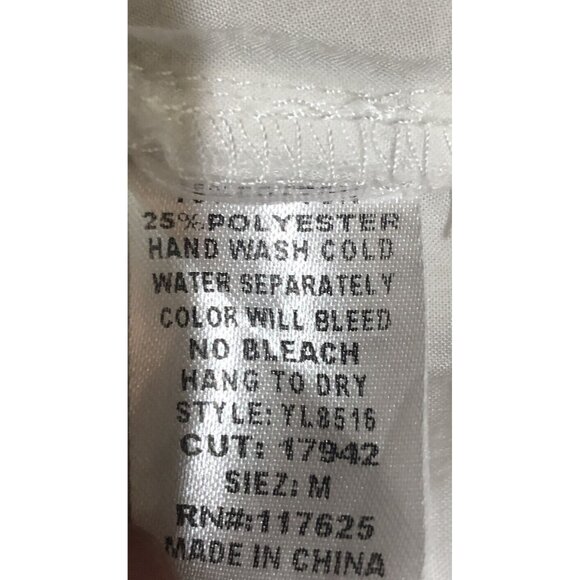 25% POLYESTER
HAND WASH COLD
WATER SEPARATELY
COLOR WILL BLEED
NO BLEACH
HANG TO DRY
STYLE: YL8516
CUT: 17942
SIEZ: M
RN#:117625
MADE IN CHINA